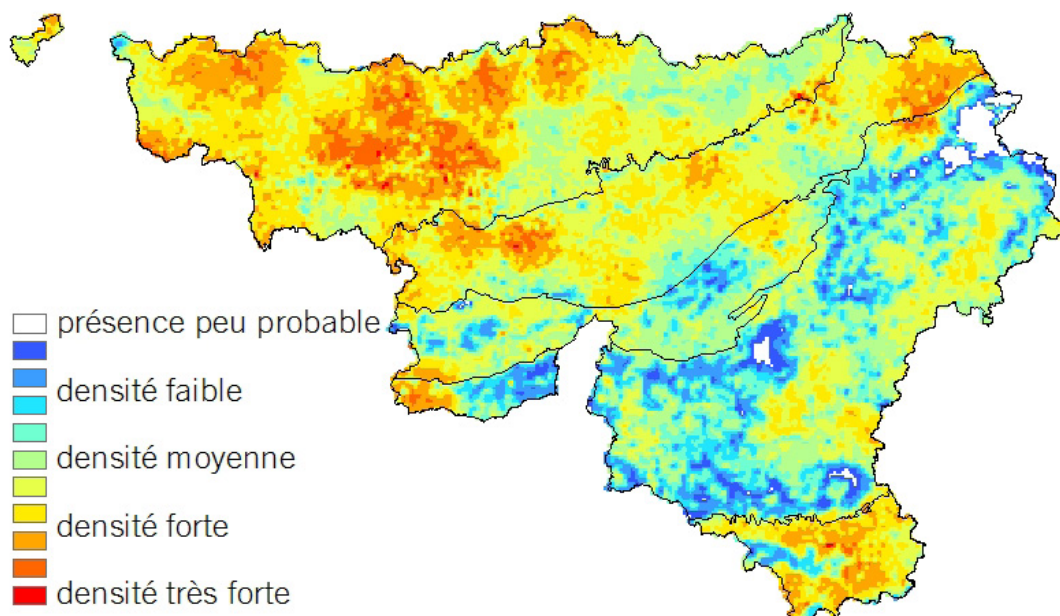 présence peu probable
densité faible
densité moyenne
densité forte
densité très forte